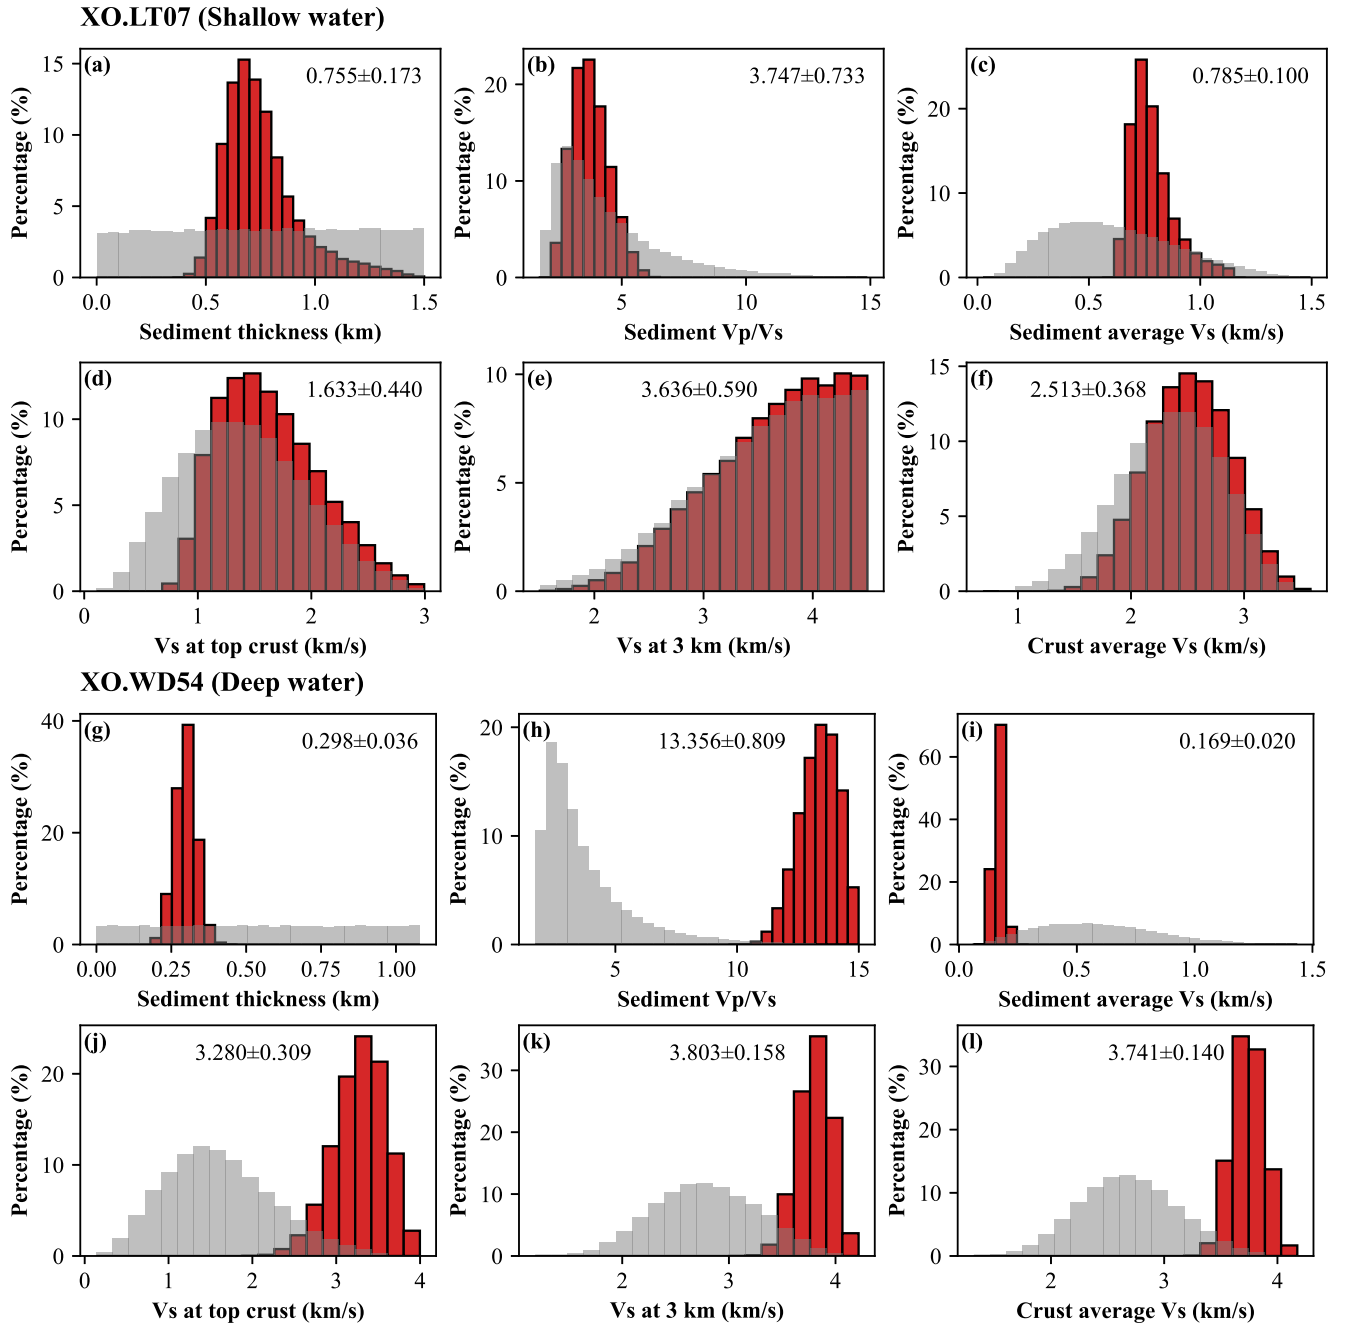 XO.LT07 (Shallow water)
(a) 0.755±0.173
Percentage (%)
15
10
5
0
0.0 0.5 1.0 1.5
Sediment thickness (km)
(b) 3.747±0.733
Percentage (%)
20
10
0
5 10 15
Sediment Vp/Vs
(c) 0.785±0.100
Percentage (%)
20
10
0
0.0 0.5 1.0 1.5
Sediment average Vs (km/s)
(d) 1.633±0.440
Percentage (%)
10
5
0
0 1 2 3
Vs at top crust (km/s)
(e) 3.636±0.590
Percentage (%)
10
5
0
2 3 4
Vs at 3 km (km/s)
(f) 2.513±0.368
Percentage (%)
15
10
5
0
1 2 3
Crust average Vs (km/s)
XO.WD54 (Deep water)
(g) 0.298±0.036
Percentage (%)
40
20
0
0.00 0.25 0.50 0.75 1.00
Sediment thickness (km)
(h) 13.356±0.809
Percentage (%)
20
10
0
5 10 15
Sediment Vp/Vs
(i) 0.169±0.020
Percentage (%)
60
40
20
0
0.0 0.5 1.0 1.5
Sediment average Vs (km/s)
(j) 3.280±0.309
Percentage (%)
20
10
0
0 1 2 3 4
Vs at top crust (km/s)
(k) 3.803±0.158
Percentage (%)
30
20
10
0
2 3 4
Vs at 3 km (km/s)
(l) 3.741±0.140
Percentage (%)
30
20
10
0
2 3 4
Crust average Vs (km/s)